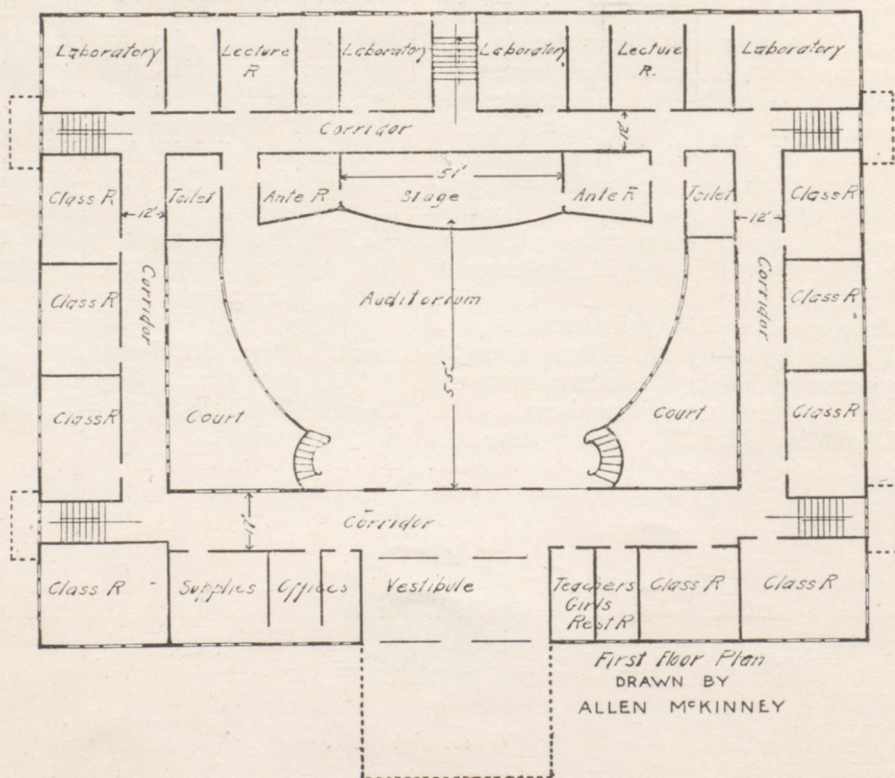 Laboratory
Lecture R
Laboratory
Laboratory
Lecture R.
Laboratory
Corridor
12'
Class R
12'
Toilet
Ante R
51'
Stage
Ante R
Toilet
12'
Class R
Corridor
Auditorium
Corridor
Class R
Class R
55'
Class R
Court
Court
Class R
17'
Corridor
Class R
Supplies
Offices
Vestibule
Teachers
Girls
Rest R
Class R
Class R
First Floor Plan
DRAWN BY
ALLEN McKINNEY